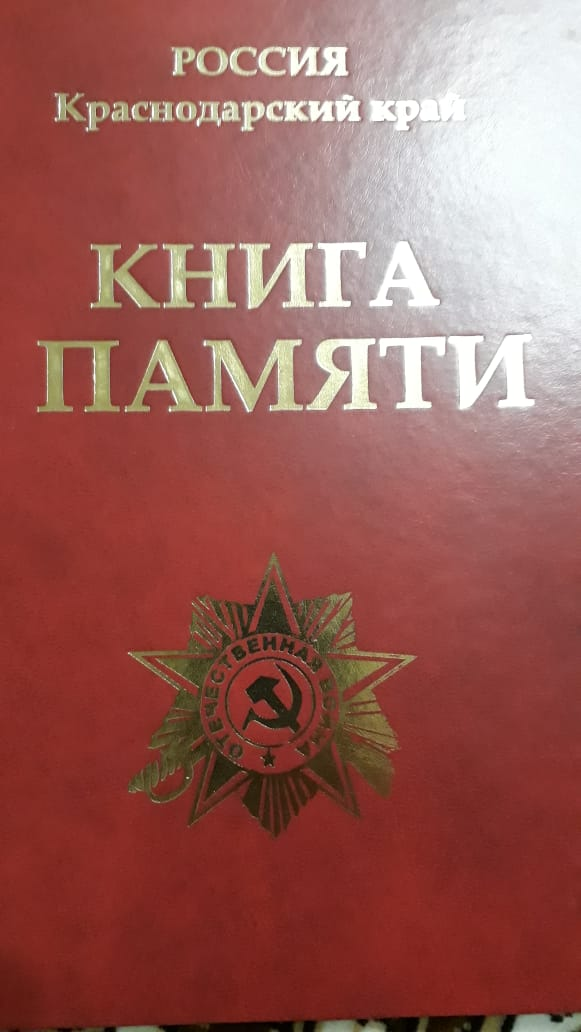 РОССИЯ
Краснодарский край
КНИГА
ПАМЯТИ
ОТЕЧЕСТВЕННАЯ ВОЙНА